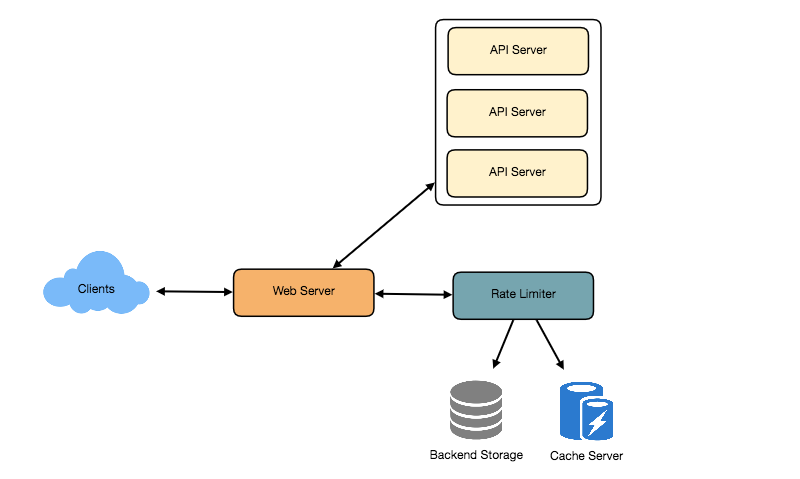 API Server
API Server
API Server
Clients
Web Server
Rate Limiter
Backend Storage
Cache Server